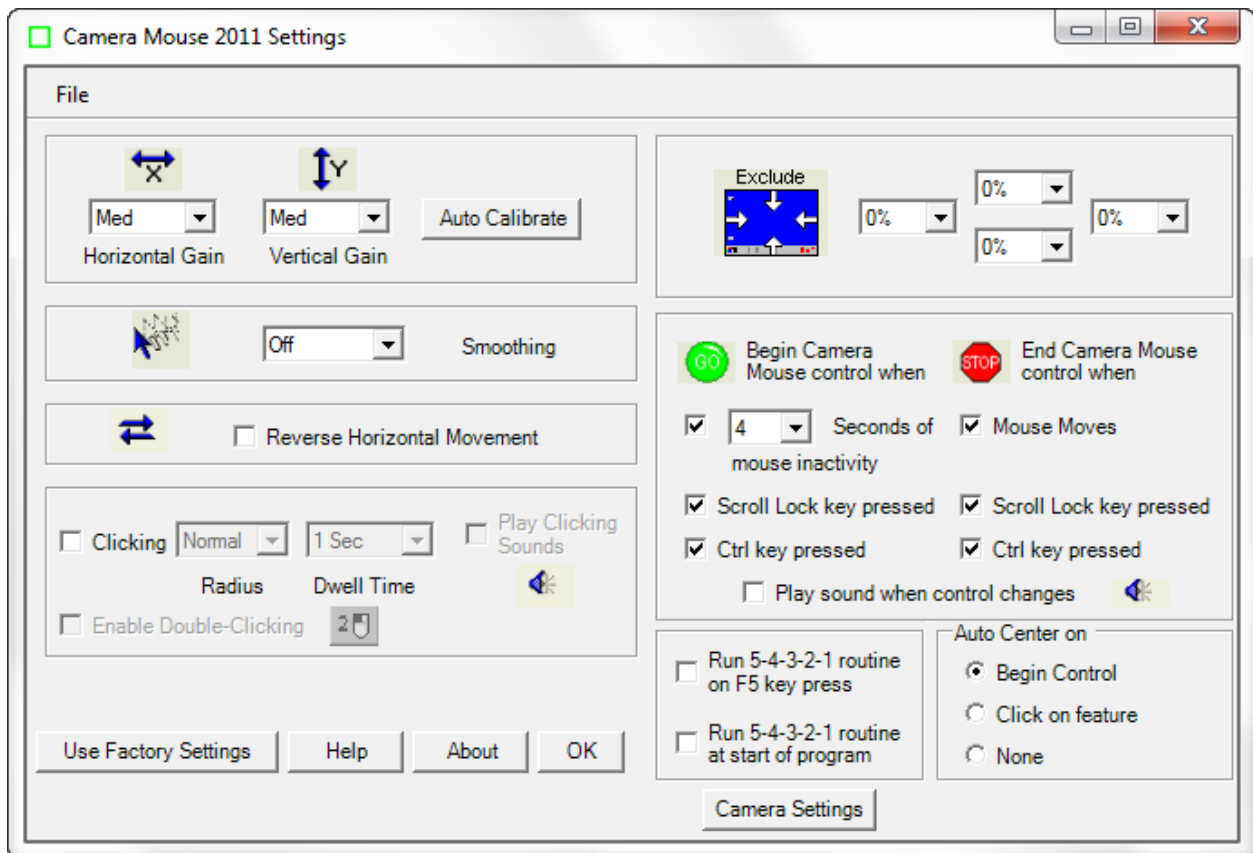 Camera Mouse 2011 Settings
File
X
Y
Med
Med
Auto Calibrate
Horizontal Gain
Vertical Gain
Off
Smoothing
Reverse Horizontal Movement
Clicking
Normal
1 Sec
Play Clicking
Sounds
Radius
Dwell Time
Enable Double-Clicking
2
Use Factory Settings
Help
About
OK
Exclude
0%
0%
0%
0%
GO
Begin Camera
Mouse control when
STOP
End Camera Mouse
control when
4
Seconds of
mouse inactivity
Mouse Moves
Scroll Lock key pressed
Scroll Lock key pressed
Ctrl key pressed
Ctrl key pressed
Play sound when control changes
Run 5-4-3-2-1 routine
on F5 key press
Run 5-4-3-2-1 routine
at start of program
Auto Center on
Begin Control
Click on feature
None
Camera Settings